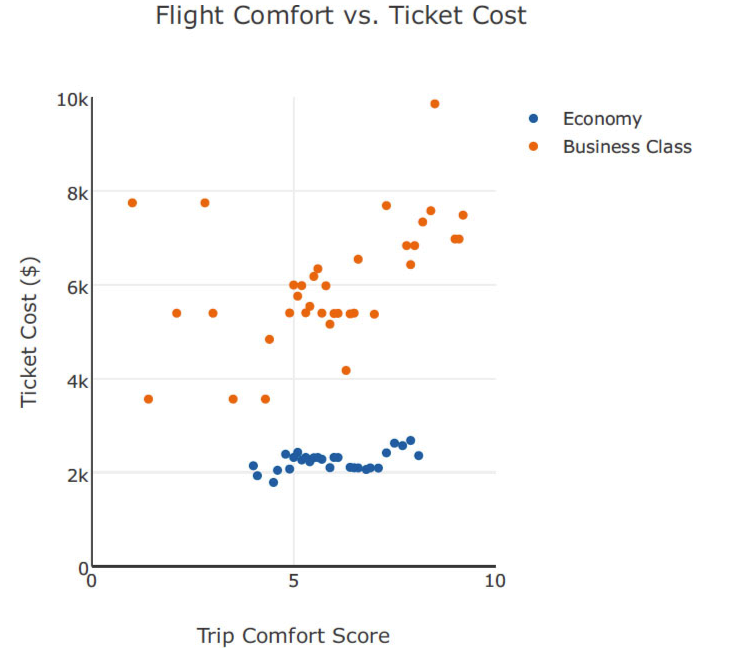 Flight Comfort vs. Ticket Cost
10k
8k
6k
4k
2k
0
0
5
10
Ticket Cost ($)
Trip Comfort Score
Economy
Business Class